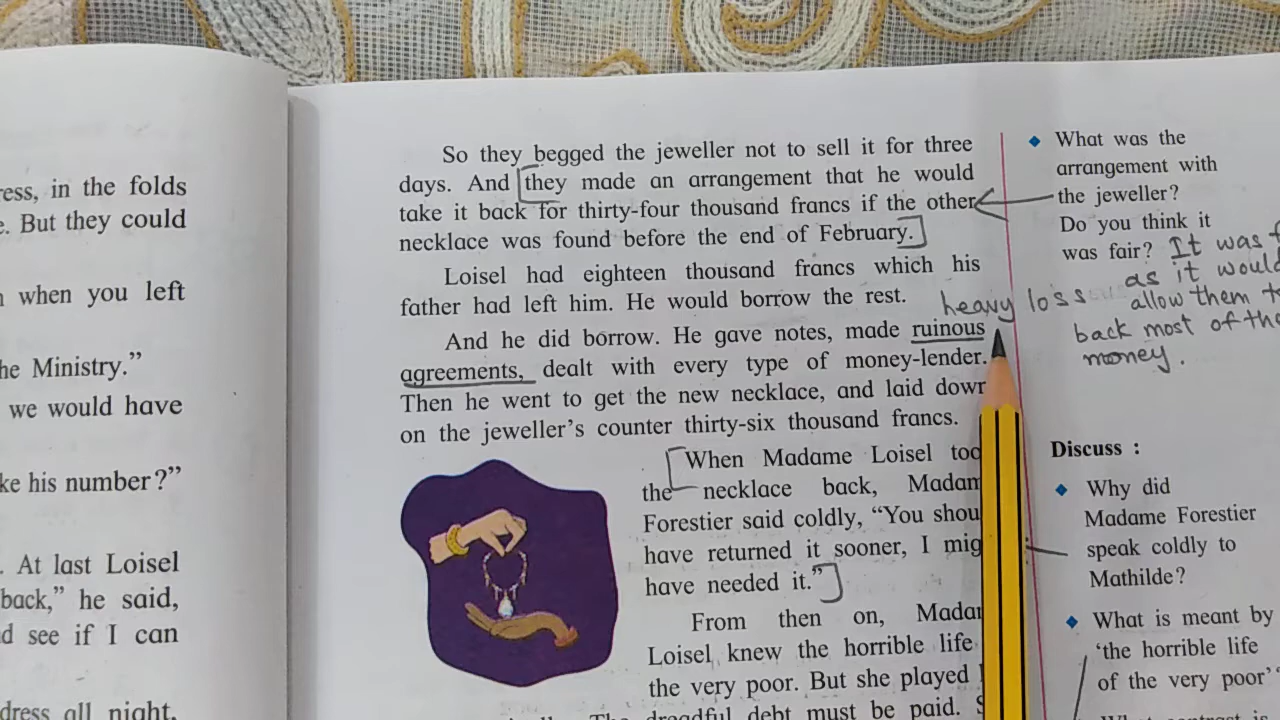 ress, in the folds
e. But they could
when you left
he Ministry.”
we would have
ke his number?”
. At last Loisel
back,” he said,
d see if I can
dress all night.
So they begged the jeweller not to sell it for three
days. And they made an arrangement that he would
take it back for thirty-four thousand francs if the other
necklace was found before the end of February.
Loisel had eighteen thousand francs which his
father had left him. He would borrow the rest.
heavy loss
And he did borrow. He gave notes, made ruinous
agreements, dealt with every type of money-lender.
Then he went to get the new necklace, and laid down
on the jeweller’s counter thirty-six thousand francs.
When Madame Loisel too
the necklace back, Madam
Forestier said coldly, “You shou
have returned it sooner, I mig
have needed it.”
From then on, Mada
Loisel knew the horrible life
the very poor. But she played
The dreadful debt must be paid.
What was the
arrangement with
the jeweller?
Do you think it
was fair? It was f
as it would
allow them t
back most of the
money.
Discuss :
Why did
Madame Forestier
speak coldly to
Mathilde?
What is meant by
‘the horrible life
of the very poor’
What contrast is